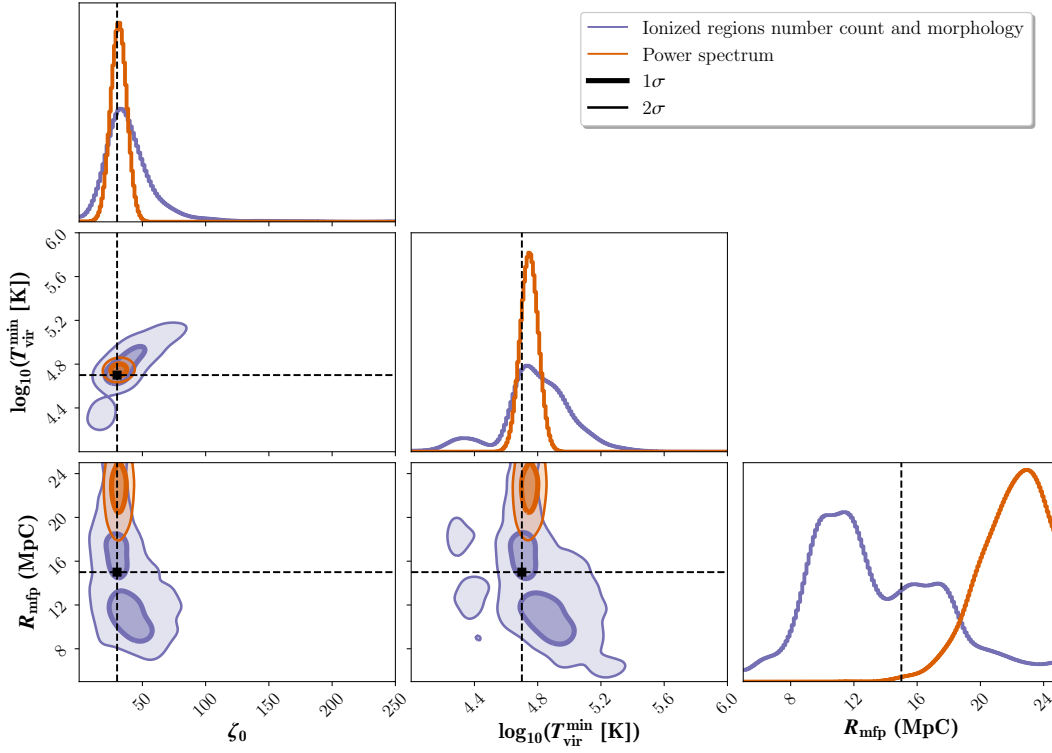 Ionized regions number count and morphology
Power spectrum
1σ
2σ
log₁₀(T_vir^min [K])
6.0
5.6
5.2
4.8
4.4
R_mfp (MpC)
24
20
16
12
8
50
100
150
200
250
ζ₀
4.4
4.8
5.2
5.6
6.0
log₁₀(T_vir^min [K])
8
12
16
20
24
R_mfp (MpC)